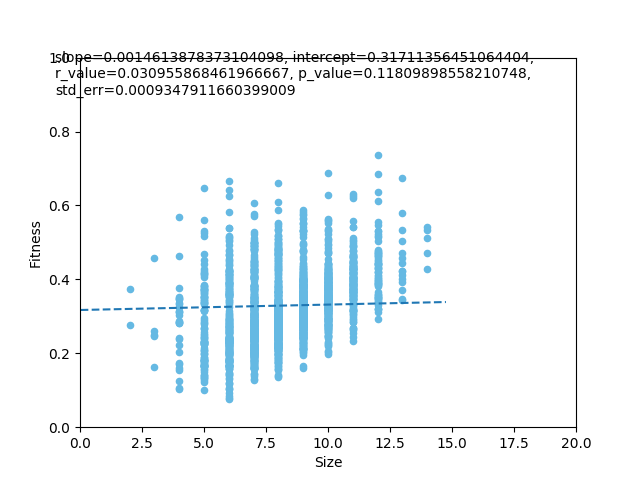 slope=0.0014613878373104098, intercept=0.31711356451064404,
r_value=0.030955868461966667, p_value=0.11809898558210748,
std_err=0.0009347911660399009
1.0
0.8
0.6
0.4
0.2
0.0
Fitness
0.0 2.5 5.0 7.5 10.0 12.5 15.0 17.5 20.0
Size